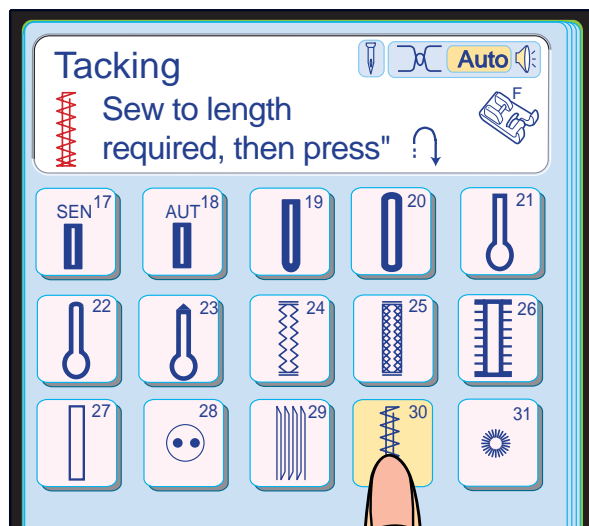 Tacking
Auto
F
Sew to length
required, then press"
SEN 17
AUT 18
19
20
21
22
23
24
25
26
27
28
29
30
31